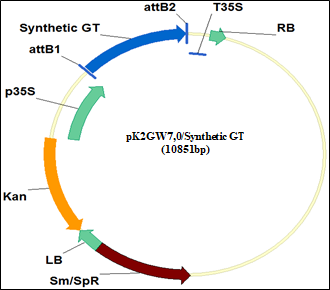 attB2
T35S
Synthetic GT
RB
attB1
p35S
pK2GW7,0/Synthetic GT
(10851bp)
Kan
LB
Sm/SpR